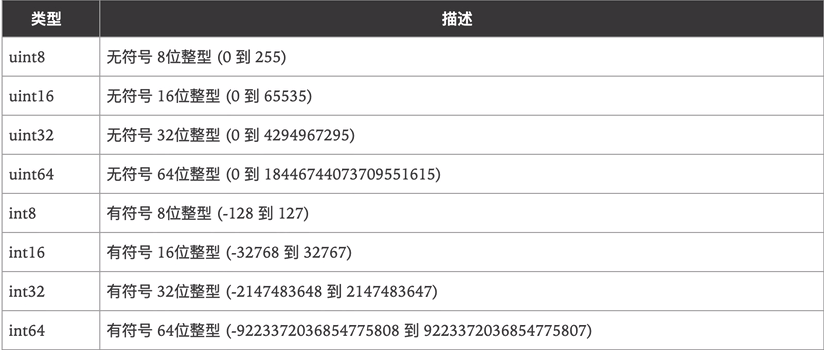 类型 描述
uint8 无符号 8位整型 (0 到 255)
uint16 无符号 16位整型 (0 到 65535)
uint32 无符号 32位整型 (0 到 4294967295)
uint64 无符号 64位整型 (0 到 18446744073709551615)
int8 有符号 8位整型 (-128 到 127)
int16 有符号 16位整型 (-32768 到 32767)
int32 有符号 32位整型 (-2147483648 到 2147483647)
int64 有符号 64位整型 (-9223372036854775808 到 9223372036854775807)